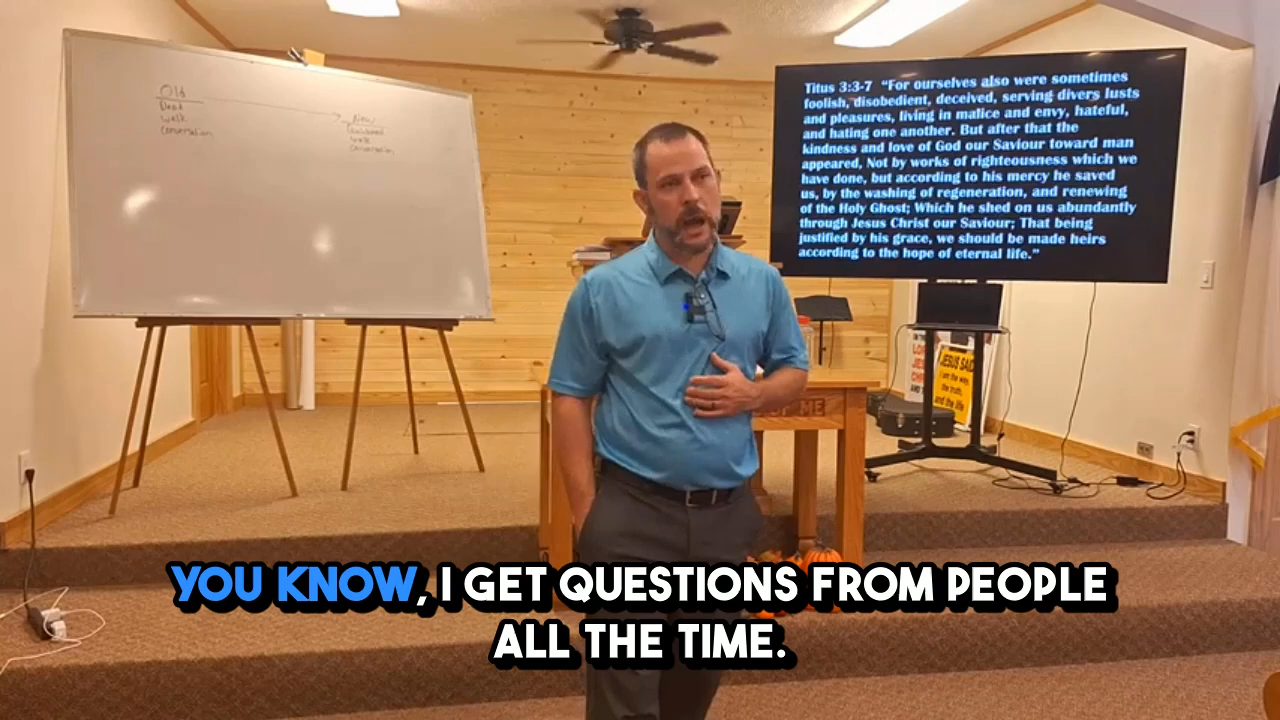 Old
Dead
walk
conversation
New
walk
conversation
Titus 3:3-7 “For ourselves also were sometimes
foolish, disobedient, deceived, serving divers lusts
and pleasures, living in malice and envy, hateful,
and hating one another. But after that the
kindness and love of God our Saviour toward man
appeared, Not by works of righteousness which we
have done, but according to his mercy he saved
us, by the washing of regeneration, and renewing
of the Holy Ghost; Which he shed on us abundantly
through Jesus Christ our Saviour; That being
justified by his grace, we should be made heirs
according to the hope of eternal life.”
JESUS SAID
I am the way,
the truth,
and the life
OF ME
YOU KNOW, I GET QUESTIONS FROM PEOPLE
ALL THE TIME.